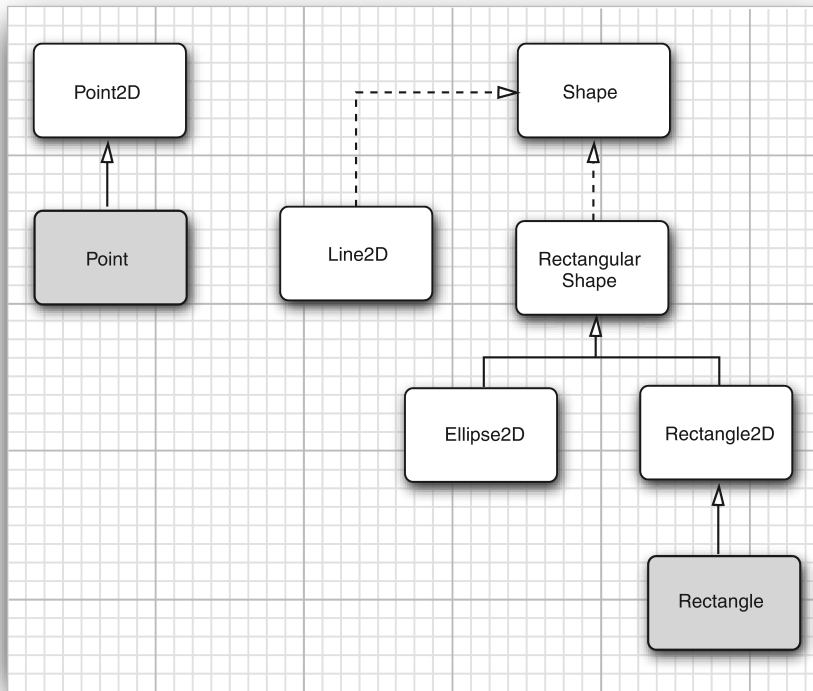 Point2D
Shape
Point
Line2D
Rectangular
Shape
Ellipse2D
Rectangle2D
Rectangle